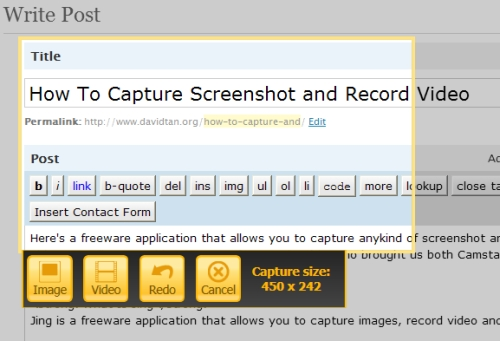 Write Post
Title
How To Capture Screenshot and Record Video
Permalink: http://www.davidtan.org/how-to-capture-and/ Edit
Post
b i link b-quote del ins img ul ol li code more lookup close ta
Insert Contact Form
Here's a freeware application that allows you to capture anykind of screenshot an
brought us both Camsta
Image Video Redo Cancel
Capture size:
450 x 242
Jing is a freeware application that allows you to capture images, record video and